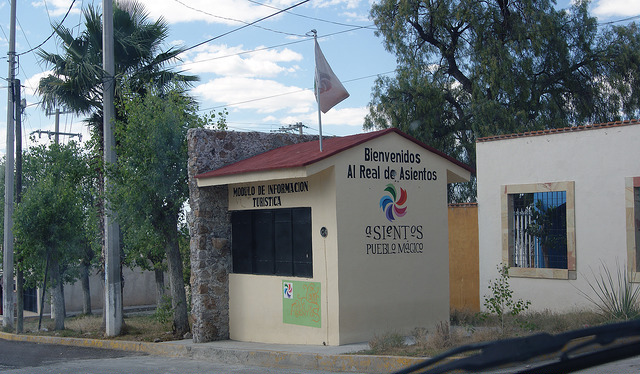 Bienvenidos
Al Real de Asientos
MODULO DE INFORMACION
TURISTICA
aSIENTOS
PUEBLO MÁGICO